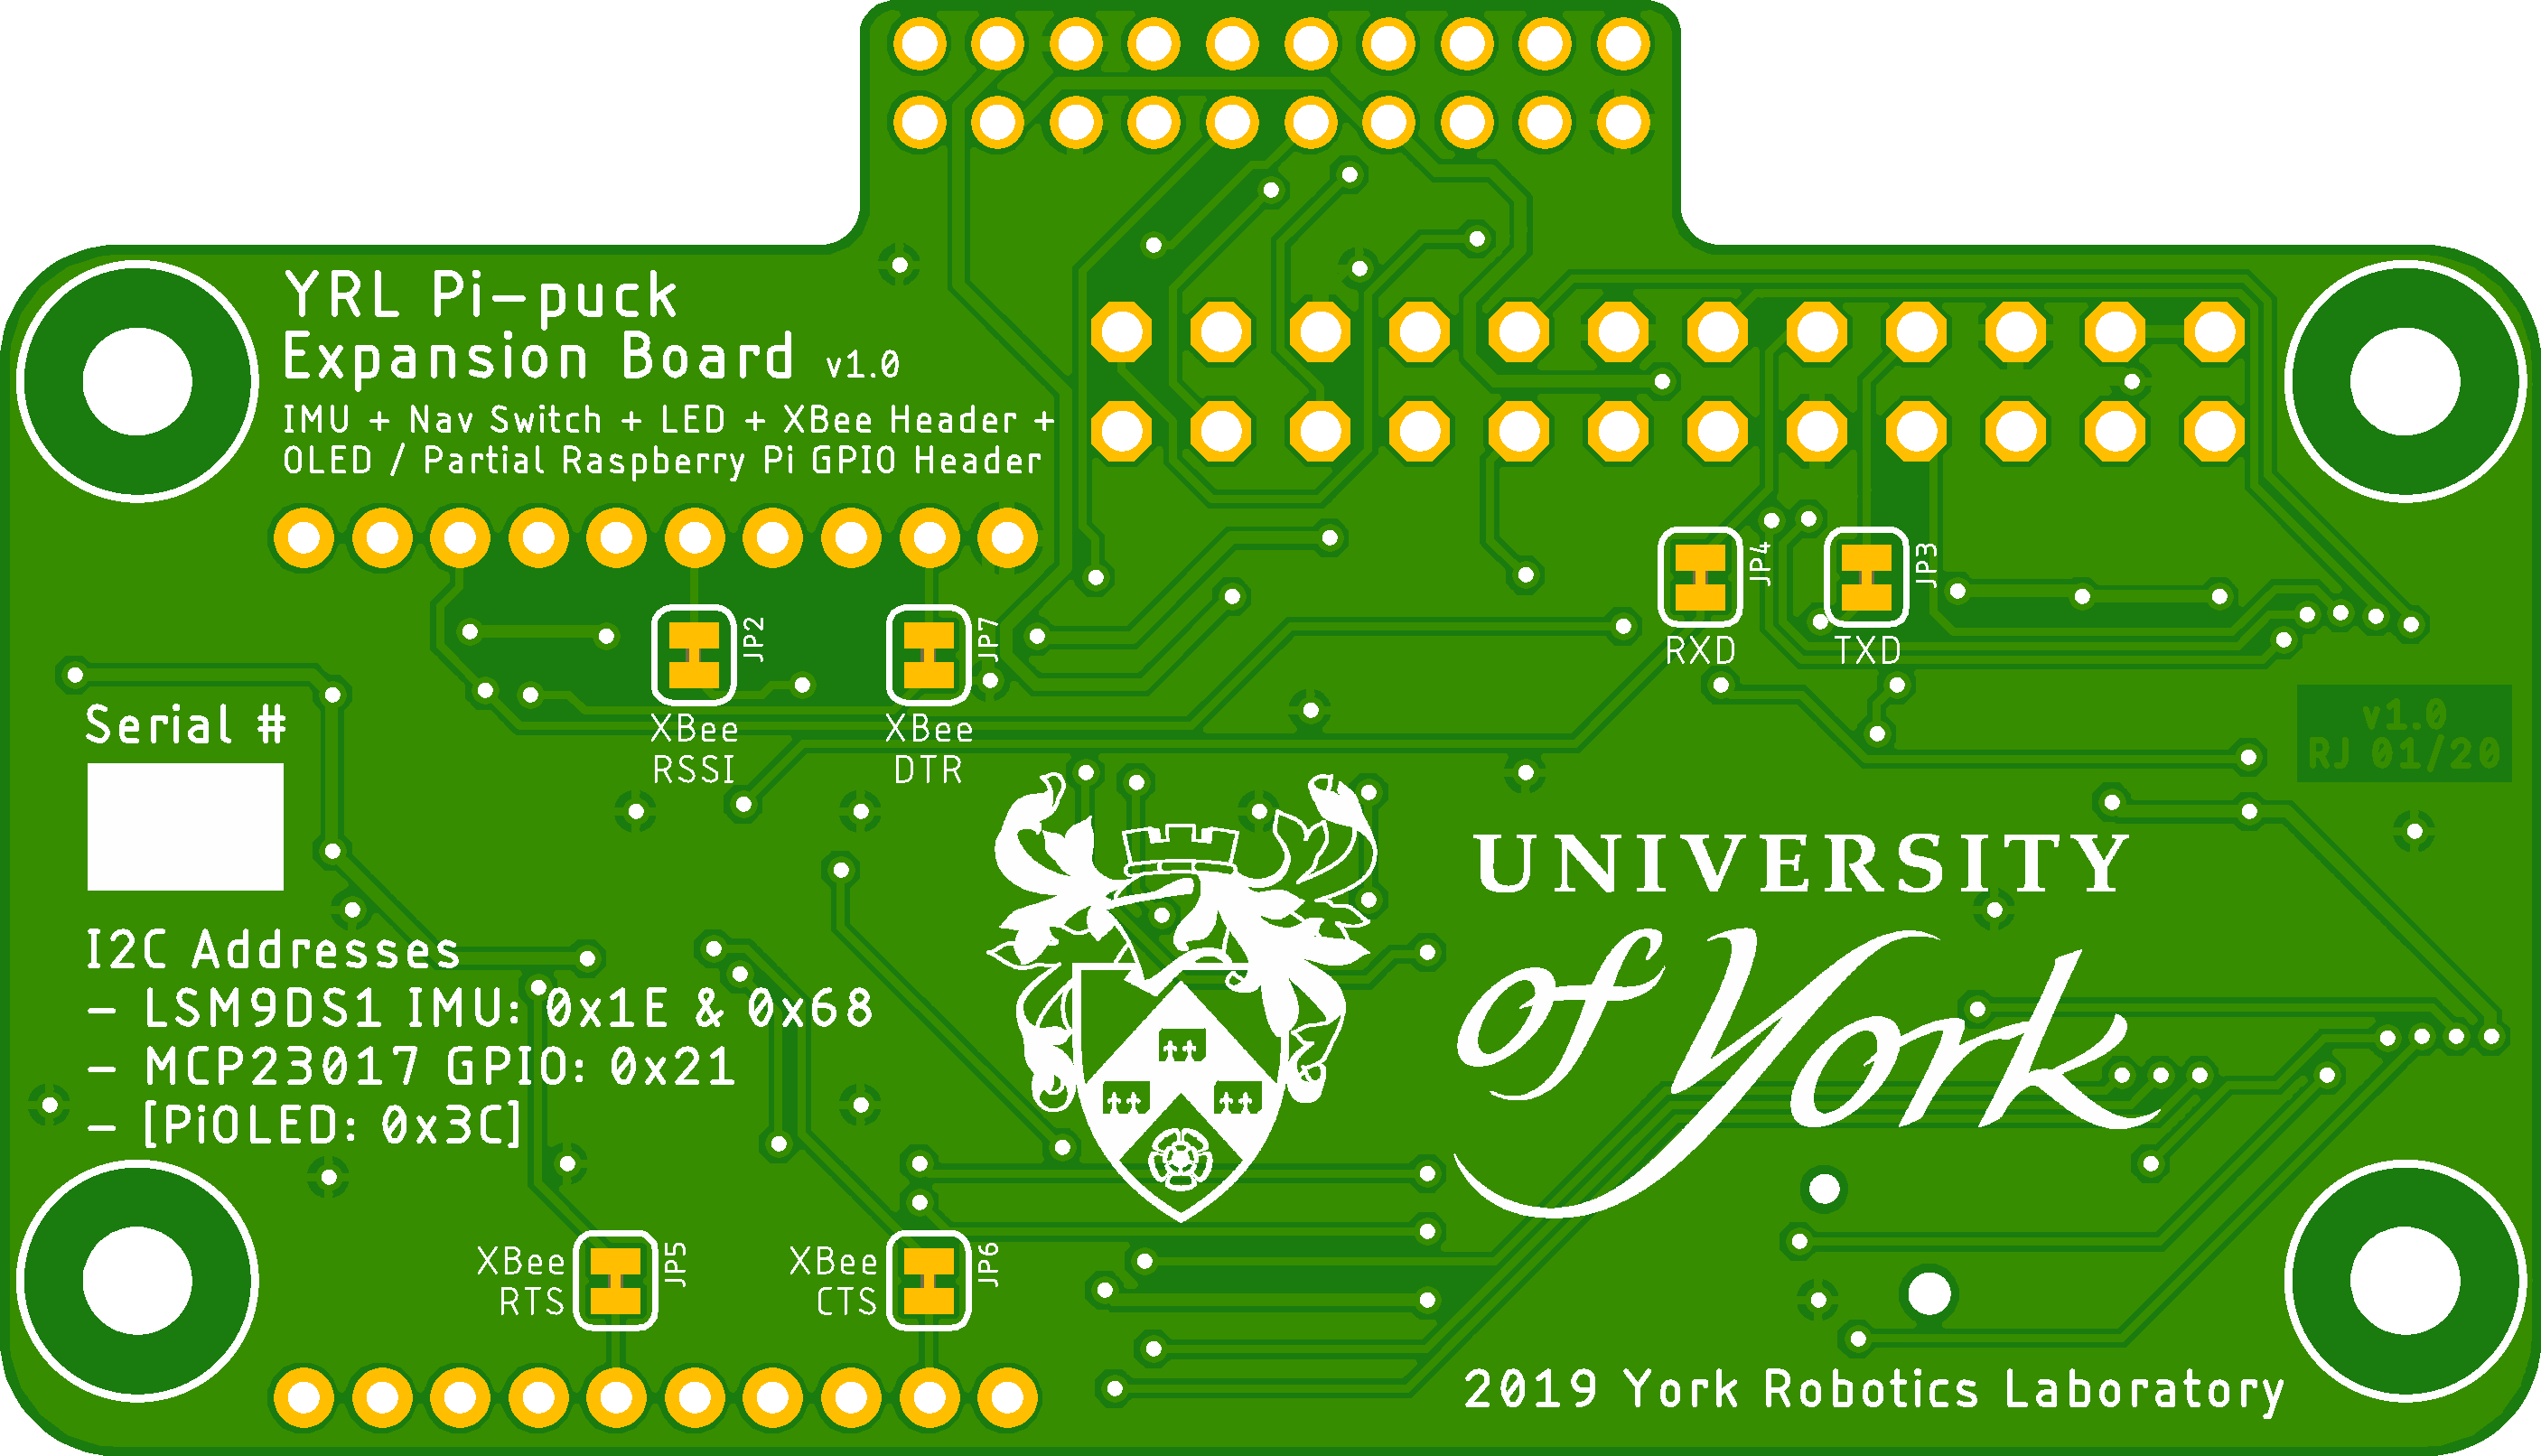 YRL Pi-puck
Expansion Board v1.0
IMU + Nav Switch + LED + XBee Header +
OLED / Partial Raspberry Pi GPIO Header
JP4
JP3
RXD
TXD
JP2
JP7
XBee
RSSI
XBee
DTR
v1.0
RJ 01/20
Serial #
UNIVERSITY
of York
I2C Addresses
- LSM9DS1 IMU: 0x1E & 0x68
- MCP23017 GPIO: 0x21
- [PiOLED: 0x3C]
XBee
RTS
JP5
XBee
CTS
JP6
2019 York Robotics Laboratory